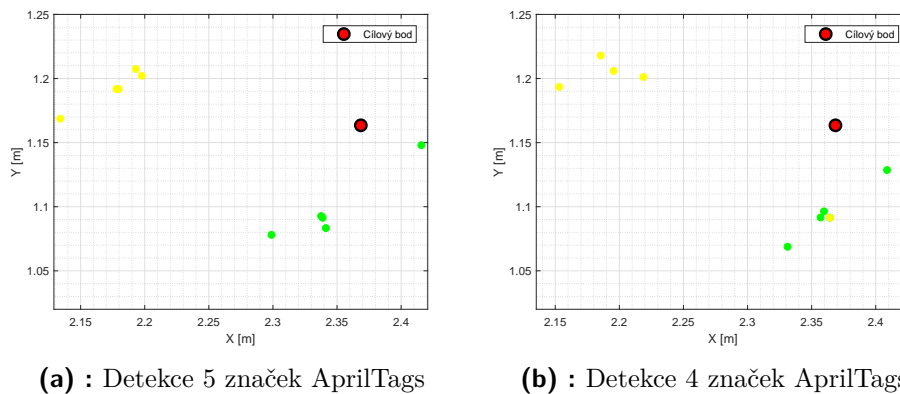 1.25
1.2
1.15
1.1
1.05
Y [m]
Cílový bod
2.15 2.2 2.25 2.3 2.35 2.4
X [m]
(a) : Detekce 5 značek AprilTags
1.25
1.2
1.15
1.1
1.05
Y [m]
Cílový bod
2.15 2.2 2.25 2.3 2.35 2.4
X [m]
(b) : Detekce 4 značek AprilTags